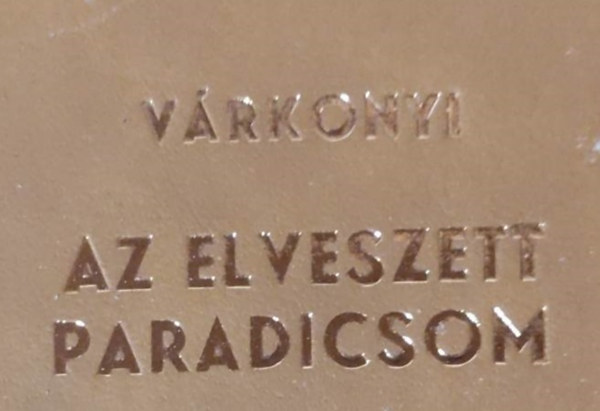 VÁRKONYI
AZ ELVESZETT
PARADICSOM